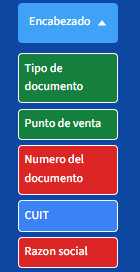 Encabezado
Tipo de
documento
Punto de venta
Numero del
documento
CUIT
Razon social